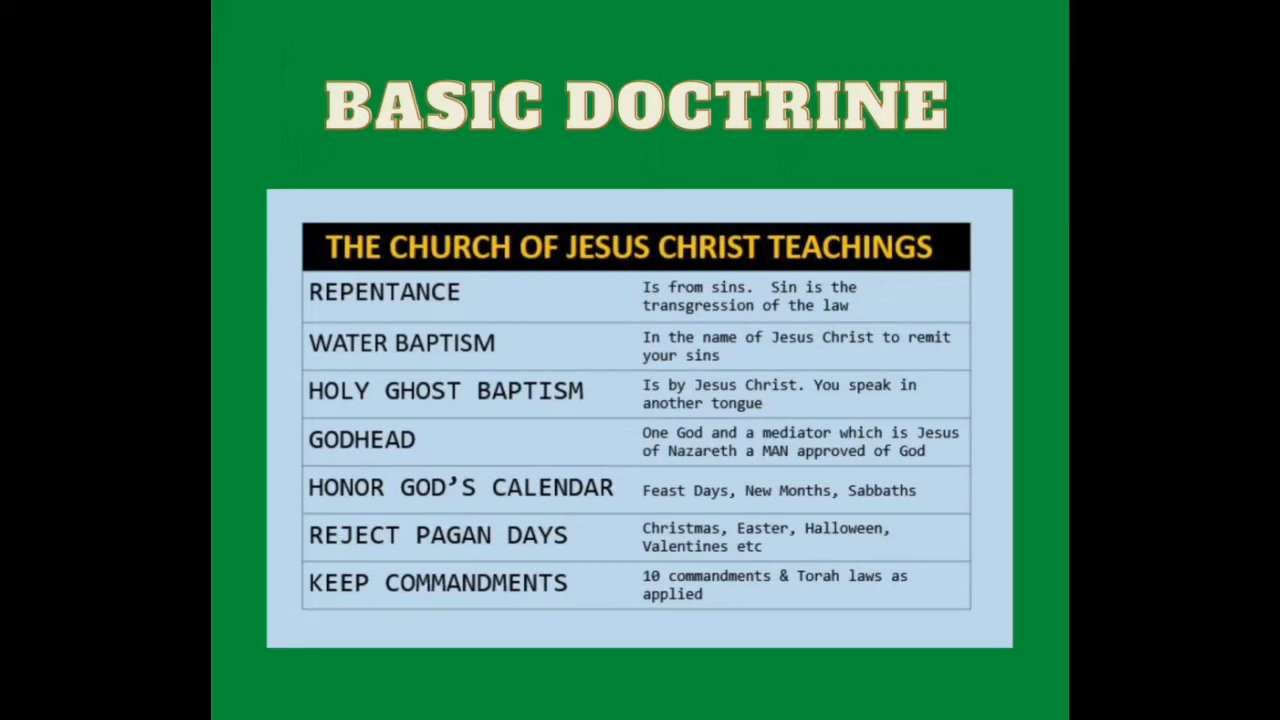 BASIC DOCTRINE
THE CHURCH OF JESUS CHRIST TEACHINGS
REPENTANCE
Is from sins.  Sin is the
transgression of the law
WATER BAPTISM
In the name of Jesus Christ to remit
your sins
HOLY GHOST BAPTISM
Is by Jesus Christ. You speak in
another tongue
GODHEAD
One God and a mediator which is Jesus
of Nazareth a MAN approved of God
HONOR GOD’S CALENDAR
Feast Days, New Months, Sabbaths
REJECT PAGAN DAYS
Christmas, Easter, Halloween,
Valentines etc
KEEP COMMANDMENTS
10 commandments & Torah laws as
applied